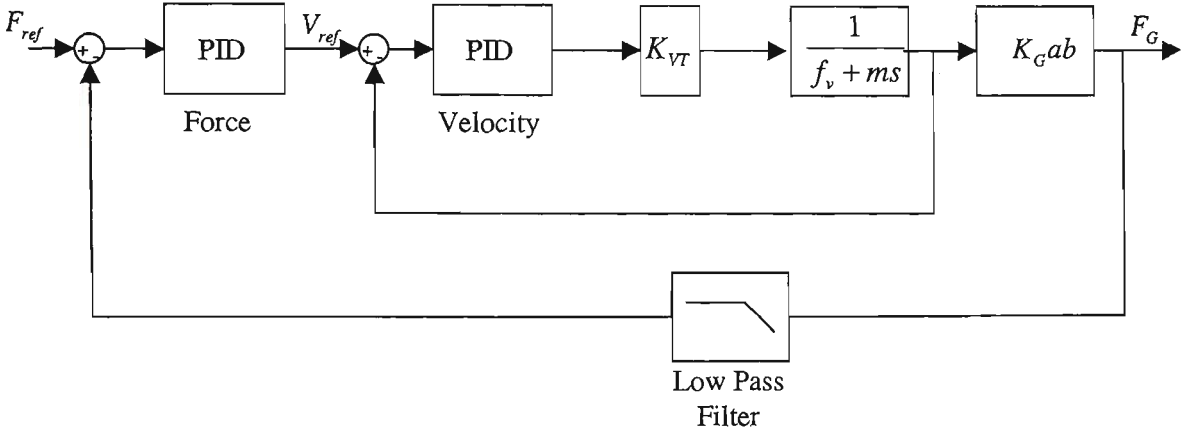 F_ref
+
-
PID
Force
V_ref
+
-
PID
Velocity
K_VT
1
f_v + ms
K_G ab
F_G
Low Pass
Filter